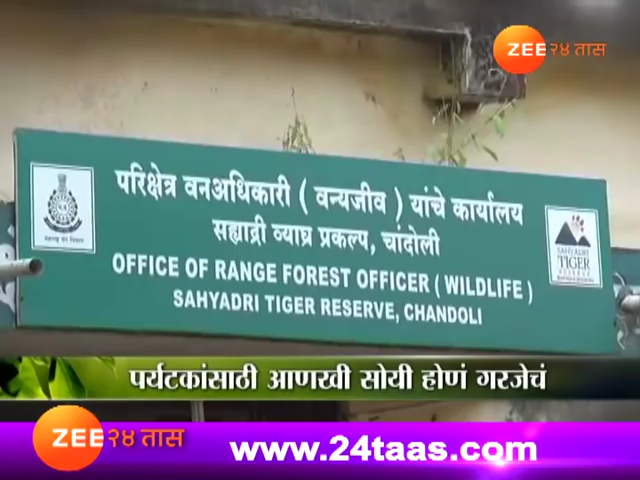 ZEE २४ तास
परिक्षेत्र वनअधिकारी ( वन्यजीव ) यांचे कार्यालय
सह्याद्री व्याघ्र प्रकल्प, चांदोली
OFFICE OF RANGE FOREST OFFICER ( WILDLIFE )
SAHYADRI TIGER RESERVE, CHANDOLI
SAHYADRI
TIGER
RESERVE
पर्यटकांसाठी आणखी सोयी होणं गरजेचं
ZEE २४ तास
www.24taas.com